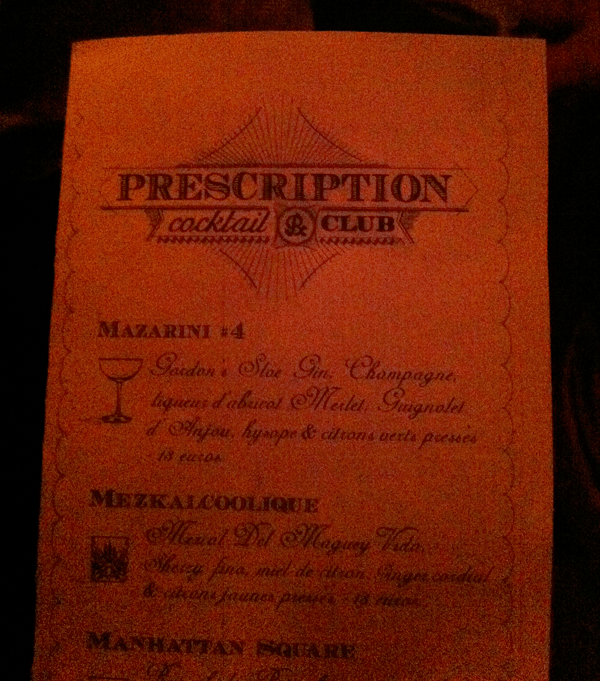 PRESCRIPTION
cocktail Rx CLUB
MAZARINI #4
Gordon's Sloe Gin, Champagne,
liqueur d'abricot Merlet, Guignolet
d'Anjou, hysope & citrons verts pressés
- 13 euros
MEZKALCOOLIQUE
Mezcal Del Maguey Vida,
Sherry fino, miel de citron, Ginger cordial
& citrons jaunes pressés - 13 euros
MANHATTAN SQUARE